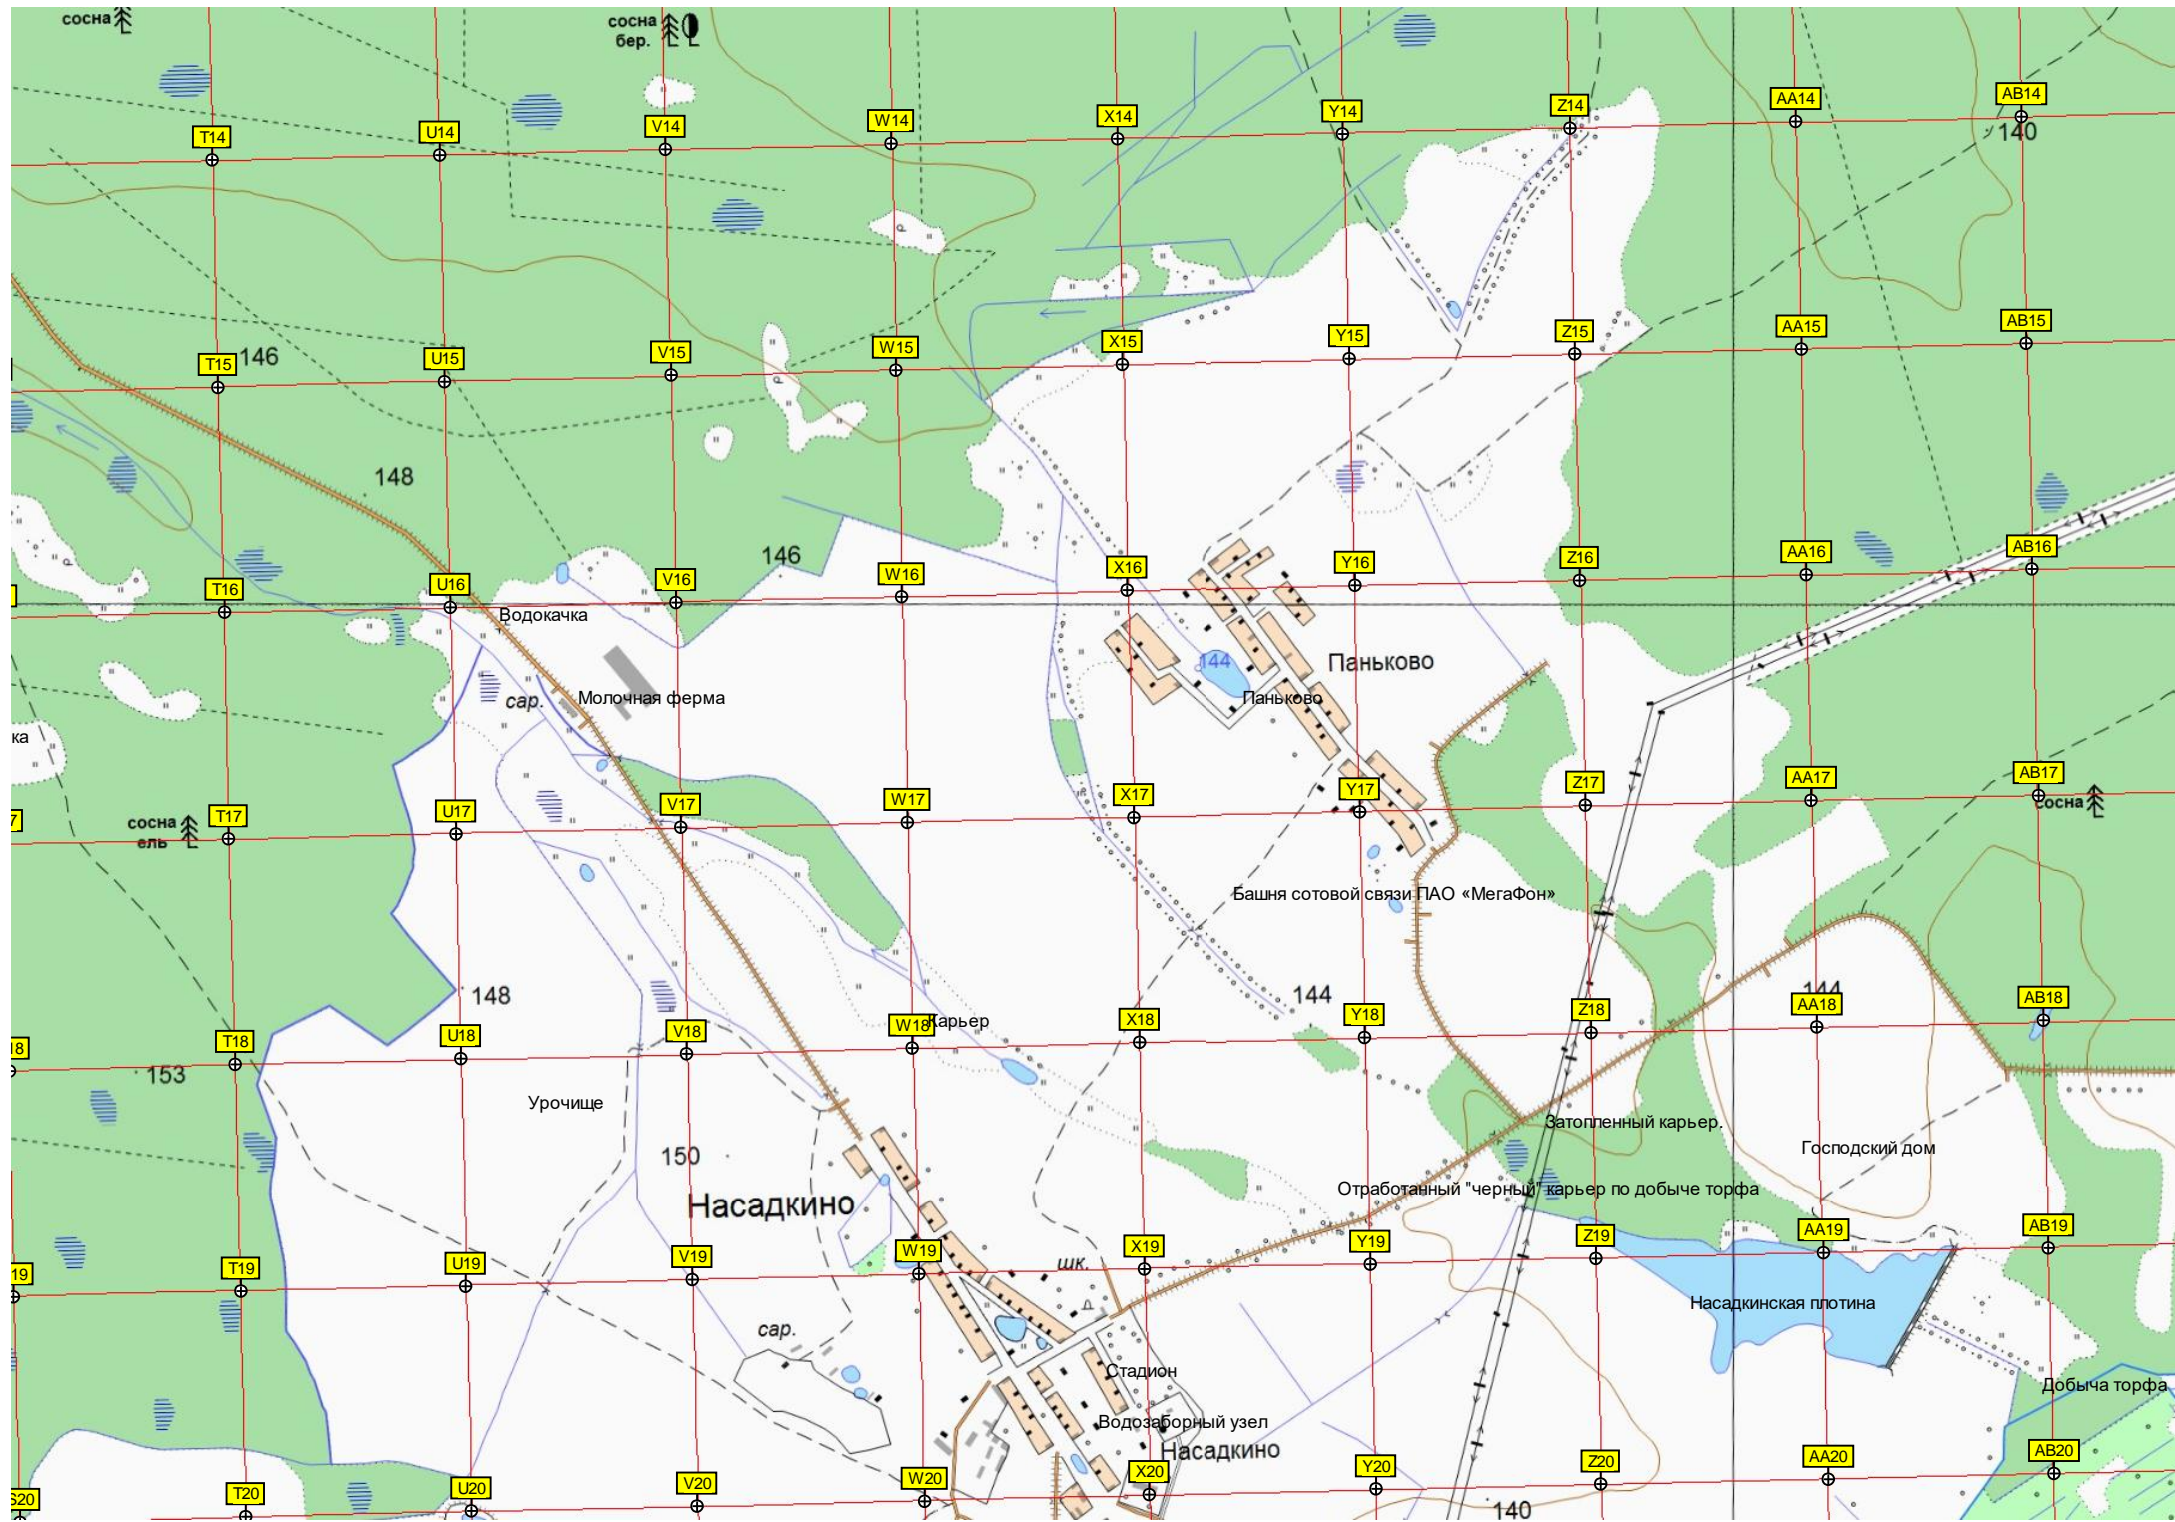 сосна
сосна
бер.
T14
U14
V14
W14
X14
Y14
Z14
AA14
AB14
140
T15
146
U15
V15
W15
X15
Y15
Z15
AA15
AB15
148
146
T16
U16
V16
W16
X16
Y16
Z16
AA16
AB16
Водокачка
144
Паньково
сар.
Молочная ферма
Паньково
ка
7
сосна
ель
T17
U17
V17
W17
X17
Y17
Z17
AA17
AB17
сосна
Башня сотовой связи ПАО «МегаФон»
148
144
144
18
T18
U18
V18
W18
Карьер
X18
Y18
Z18
AA18
AB18
153
Урочище
Затопленный карьер.
150
Господский дом
Насадкино
Отработанный "черный" карьер по добыче торфа
19
T19
U19
V19
W19
шк.
X19
Y19
Z19
AA19
AB19
Насадкинская плотина
сар.
Стадион
Добыча торфа
Водозаборный узел
Насадкино
S20
T20
U20
V20
W20
X20
Y20
Z20
AA20
AB20
140